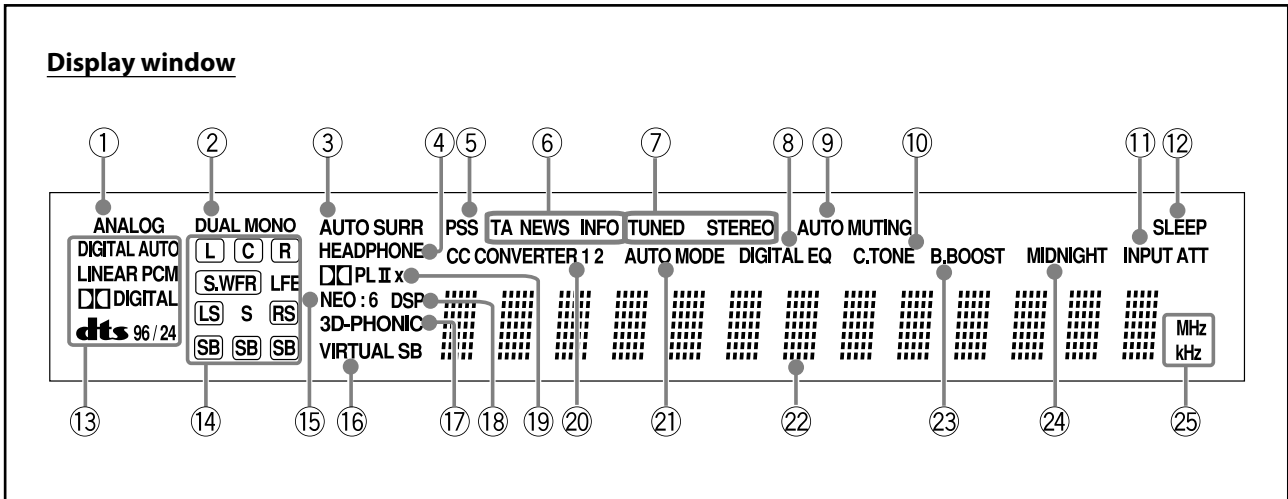 Display window
① ② ③ ④ ⑤ ⑥ ⑦ ⑧ ⑨ ⑩ ⑪ ⑫
ANALOG DUAL MONO AUTO SURR PSS TA NEWS INFO TUNED STEREO AUTO MUTING SLEEP
DIGITAL AUTO L C R HEADPHONE CC CONVERTER 1 2 AUTO MODE DIGITAL EQ C.TONE B.BOOST MIDNIGHT INPUT ATT
LINEAR PCM S.WFR LFE PL II x
DIGITAL LS S RS NEO : 6 DSP
dts 96 / 24 SB SB SB 3D-PHONIC MHz
VIRTUAL SB kHz
⑬ ⑭ ⑮ ⑯ ⑰ ⑱ ⑲ ⑳ ㉑ ㉒ ㉓ ㉔ ㉕